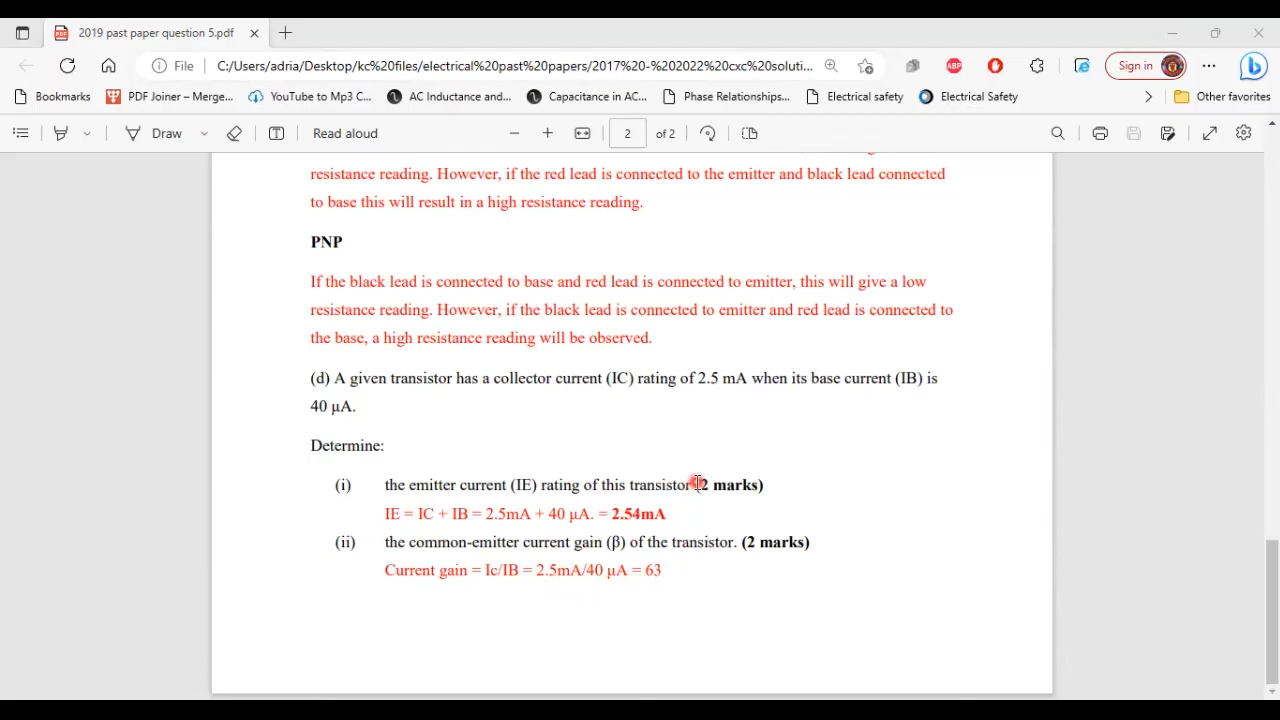 2019 past paper question 5.pdf
File C:/Users/adria/Desktop/kc%20files/electrical%20past%20papers/2017%20-%202022%20cxc%20soluti... Sign in
Bookmarks PDF Joiner – Merge... YouTube to Mp3 C... AC Inductance and... Capacitance in AC... Phase Relationships... Electrical safety Electrical Safety Other favorites
Draw Read aloud 2 of 2
resistance reading. However, if the red lead is connected to the emitter and black lead connected
to base this will result in a high resistance reading.
PNP
If the black lead is connected to base and red lead is connected to emitter, this will give a low
resistance reading. However, if the black lead is connected to emitter and red lead is connected to
the base, a high resistance reading will be observed.
(d) A given transistor has a collector current (IC) rating of 2.5 mA when its base current (IB) is
40 μA.
Determine:
(i) the emitter current (IE) rating of this transistor (2 marks)
IE = IC + IB = 2.5mA + 40 μA. = 2.54mA
(ii) the common-emitter current gain (β) of the transistor. (2 marks)
Current gain = Ic/IB = 2.5mA/40 μA = 63